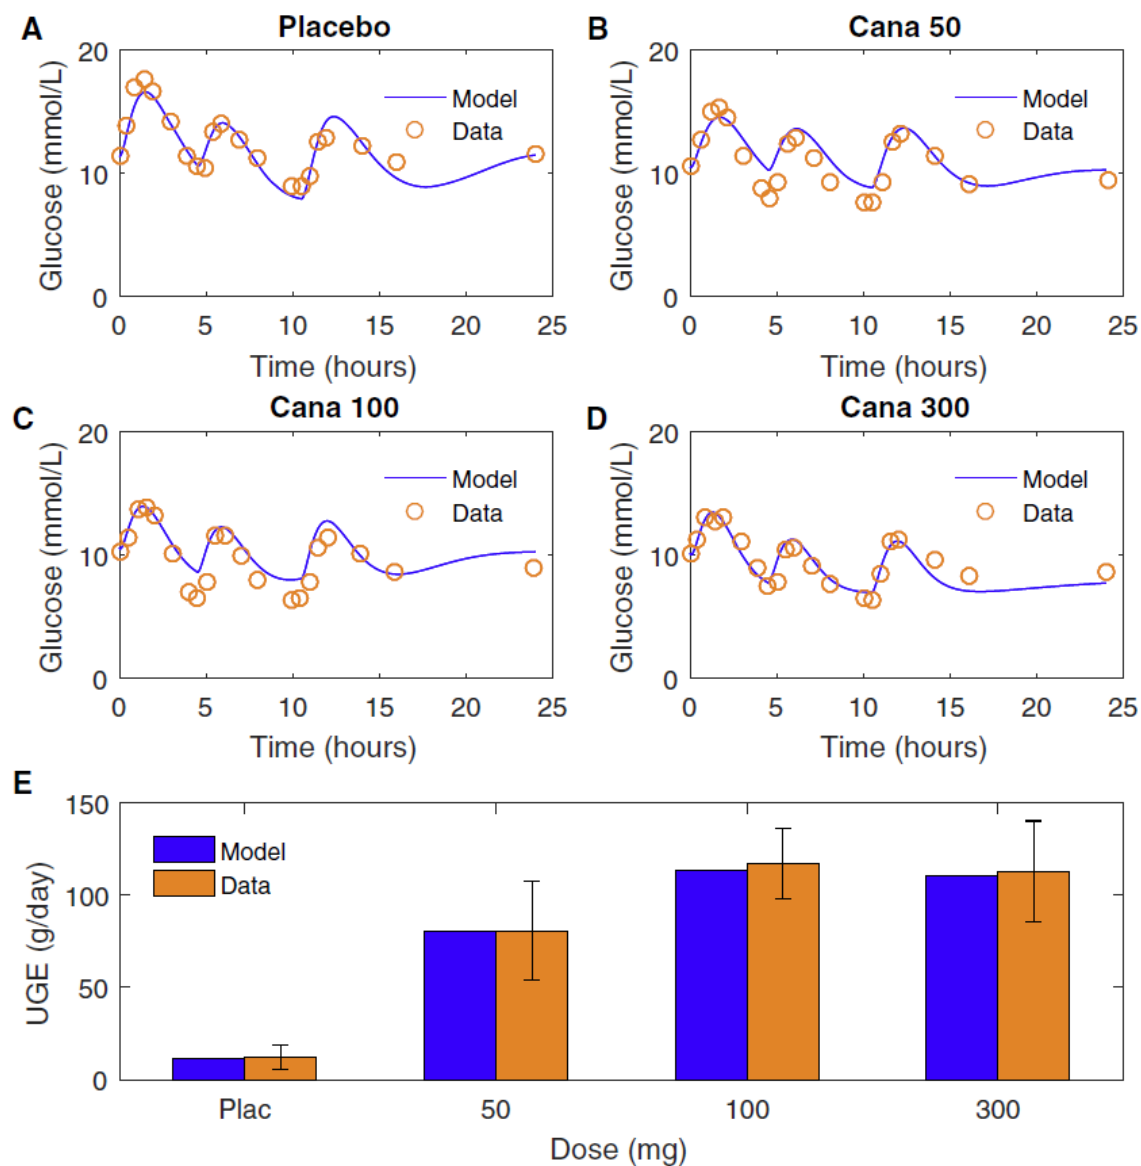 A
Placebo
20
10
0
Glucose (mmol/L)
Model
Data
0 5 10 15 20 25
Time (hours)
B
Cana 50
20
10
0
Glucose (mmol/L)
Model
Data
0 5 10 15 20 25
Time (hours)
C
Cana 100
20
10
0
Glucose (mmol/L)
Model
Data
0 5 10 15 20 25
Time (hours)
D
Cana 300
20
10
0
Glucose (mmol/L)
Model
Data
0 5 10 15 20 25
Time (hours)
E
150
100
50
0
UGE (g/day)
Model
Data
Plac 50 100 300
Dose (mg)